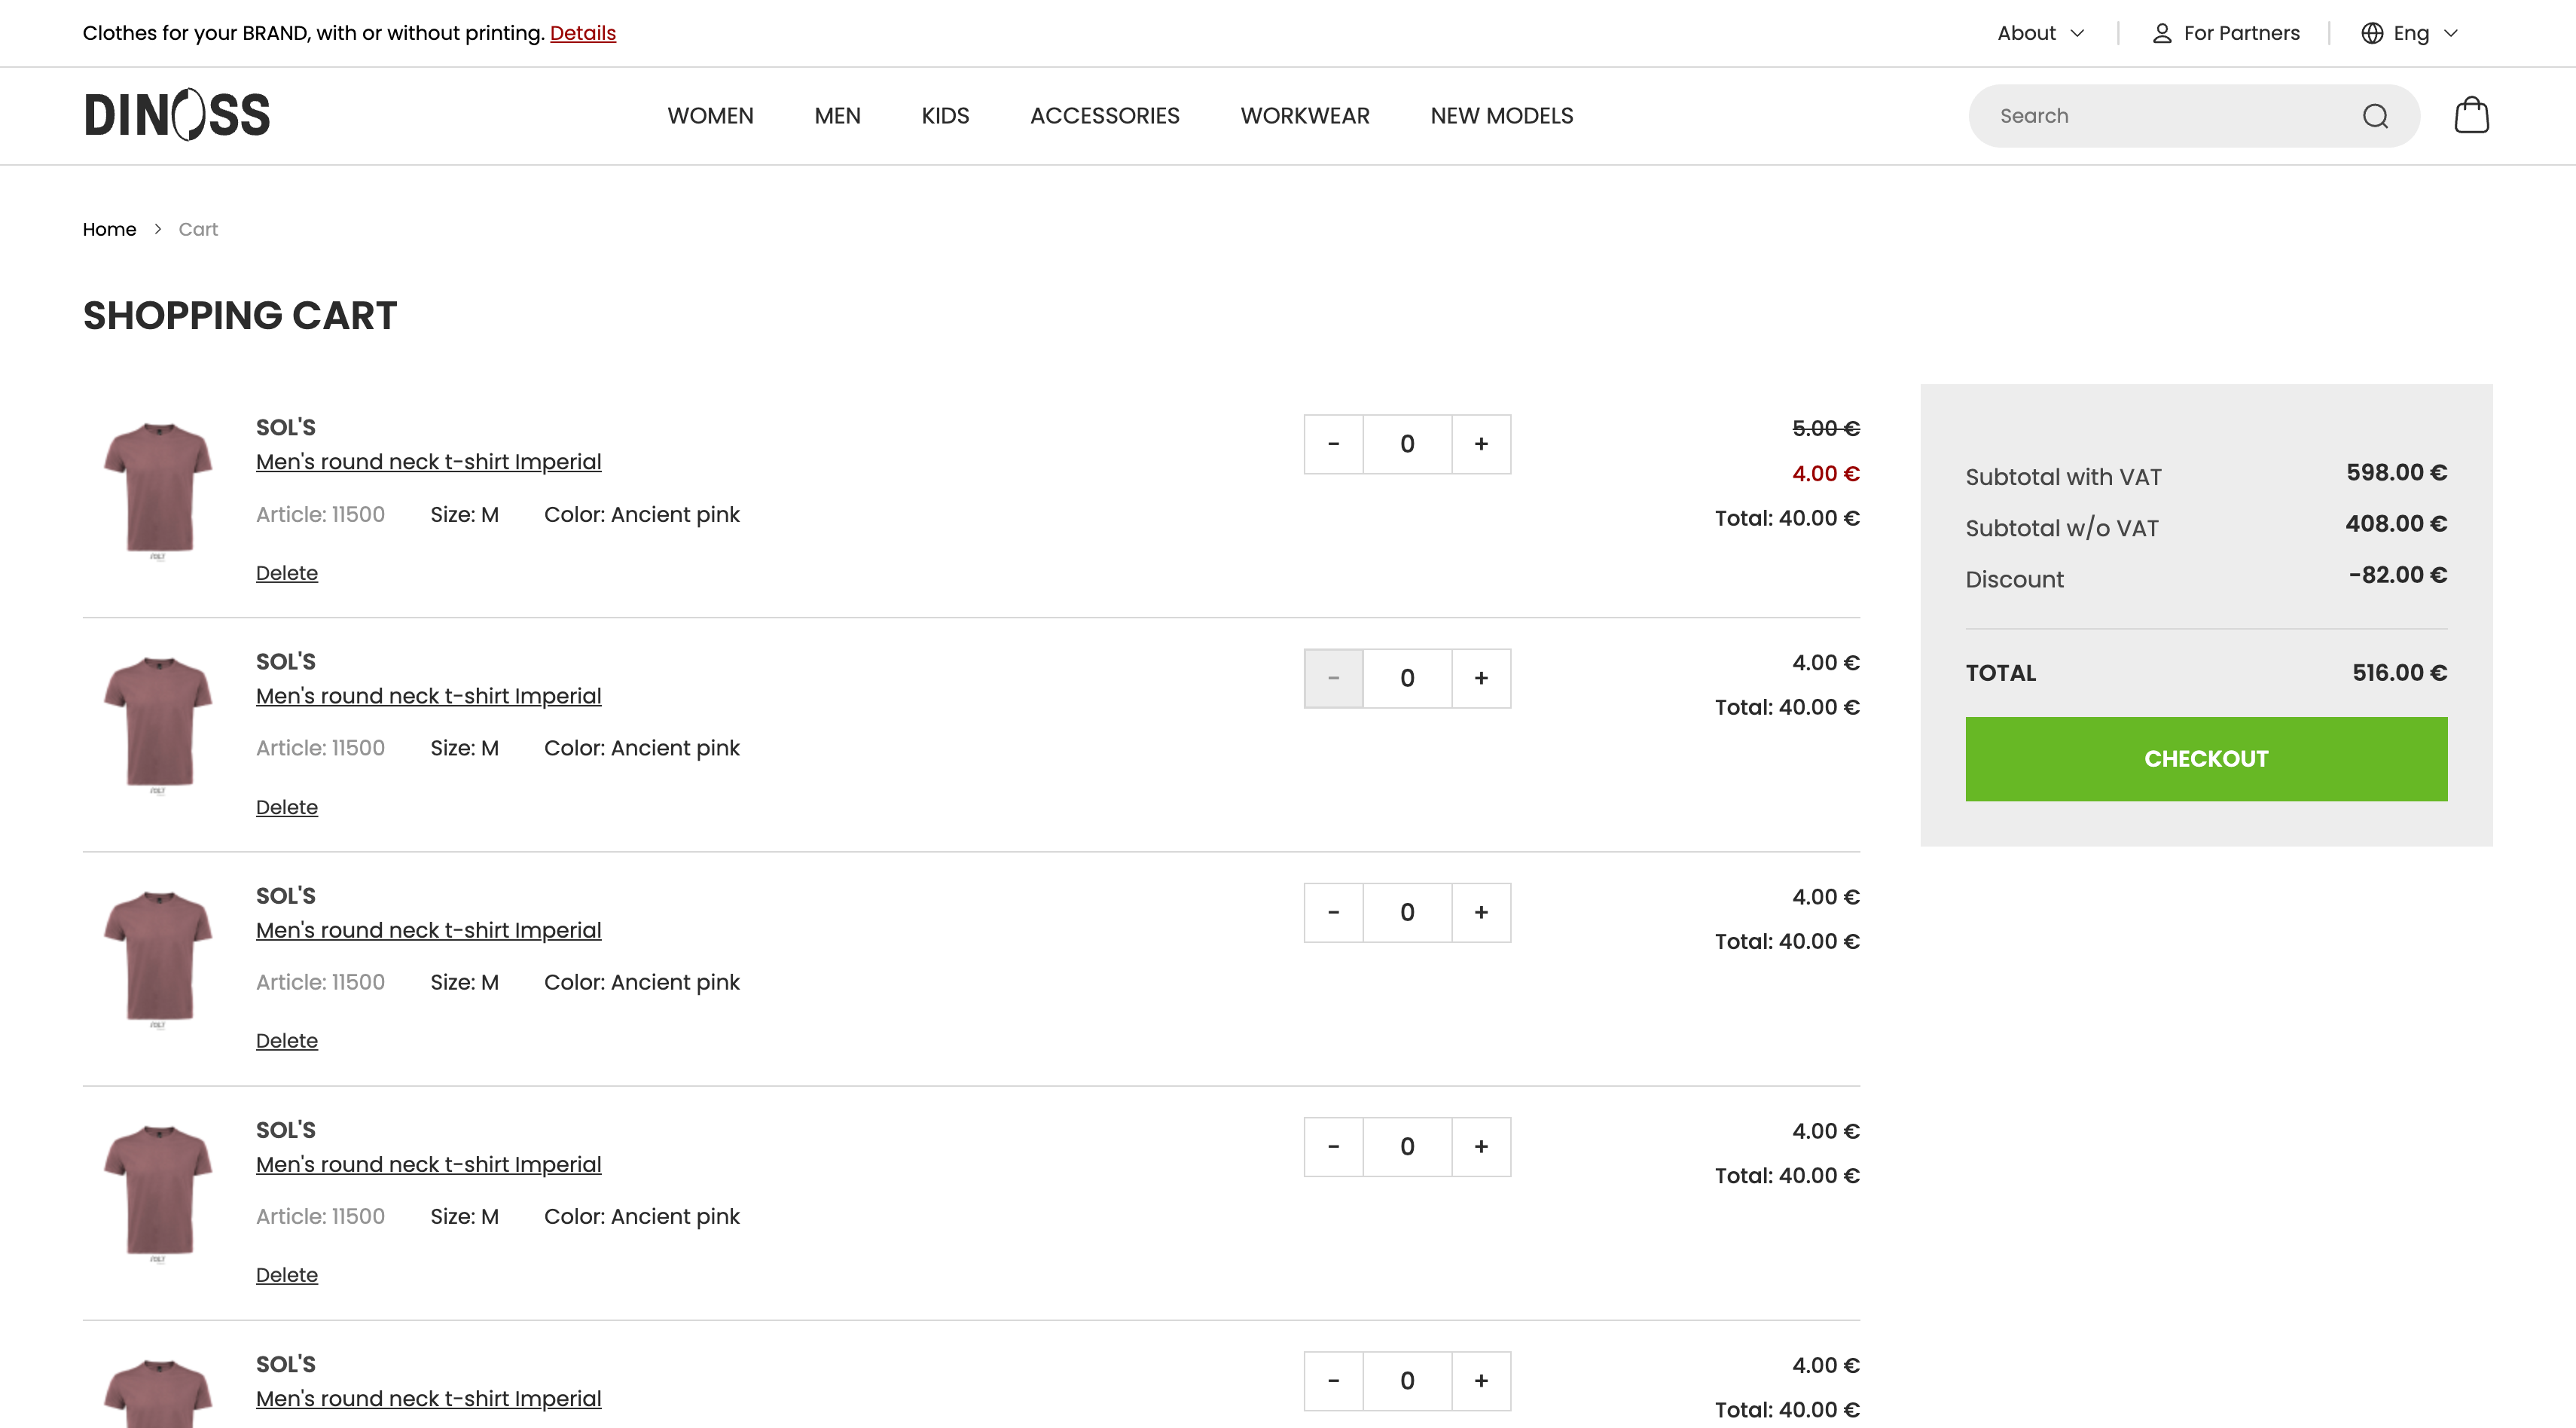 Clothes for your BRAND, with or without printing. Details
About
For Partners
Eng
DINOSS
WOMEN
MEN
KIDS
ACCESSORIES
WORKWEAR
NEW MODELS
Search
Home > Cart
SHOPPING CART
SOL'S
Men's round neck t-shirt Imperial
Article: 11500 Size: M Color: Ancient pink
Delete
- 0 +
5.00 €
4.00 €
Total: 40.00 €
SOL'S
Men's round neck t-shirt Imperial
Article: 11500 Size: M Color: Ancient pink
Delete
- 0 +
4.00 €
Total: 40.00 €
SOL'S
Men's round neck t-shirt Imperial
Article: 11500 Size: M Color: Ancient pink
Delete
- 0 +
4.00 €
Total: 40.00 €
SOL'S
Men's round neck t-shirt Imperial
Article: 11500 Size: M Color: Ancient pink
Delete
- 0 +
4.00 €
Total: 40.00 €
SOL'S
Men's round neck t-shirt Imperial
- 0 +
4.00 €
Total: 40.00 €
Subtotal with VAT 598.00 €
Subtotal w/o VAT 408.00 €
Discount -82.00 €
TOTAL 516.00 €
CHECKOUT